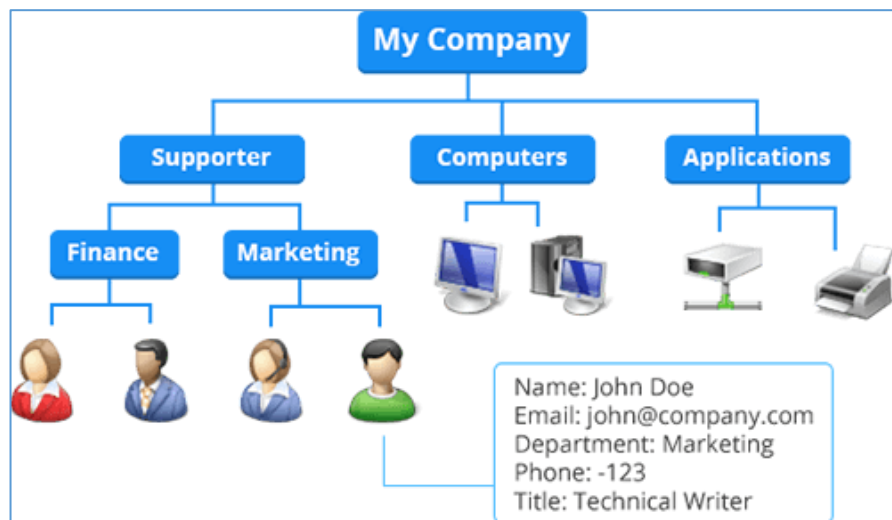 My Company
Supporter
Computers
Applications
Finance
Marketing
Name: John Doe
Email: john@company.com
Department: Marketing
Phone: -123
Title: Technical Writer